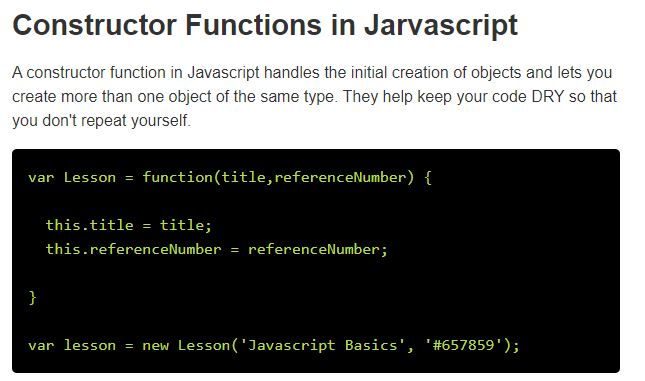 Constructor Functions in Jarvascript
A constructor function in Javascript handles the initial creation of objects and lets you
create more than one object of the same type. They help keep your code DRY so that
you don't repeat yourself.
var Lesson = function(title,referenceNumber) {
this.title = title;
this.referenceNumber = referenceNumber;
}
var lesson = new Lesson('Javascript Basics', '#657859');